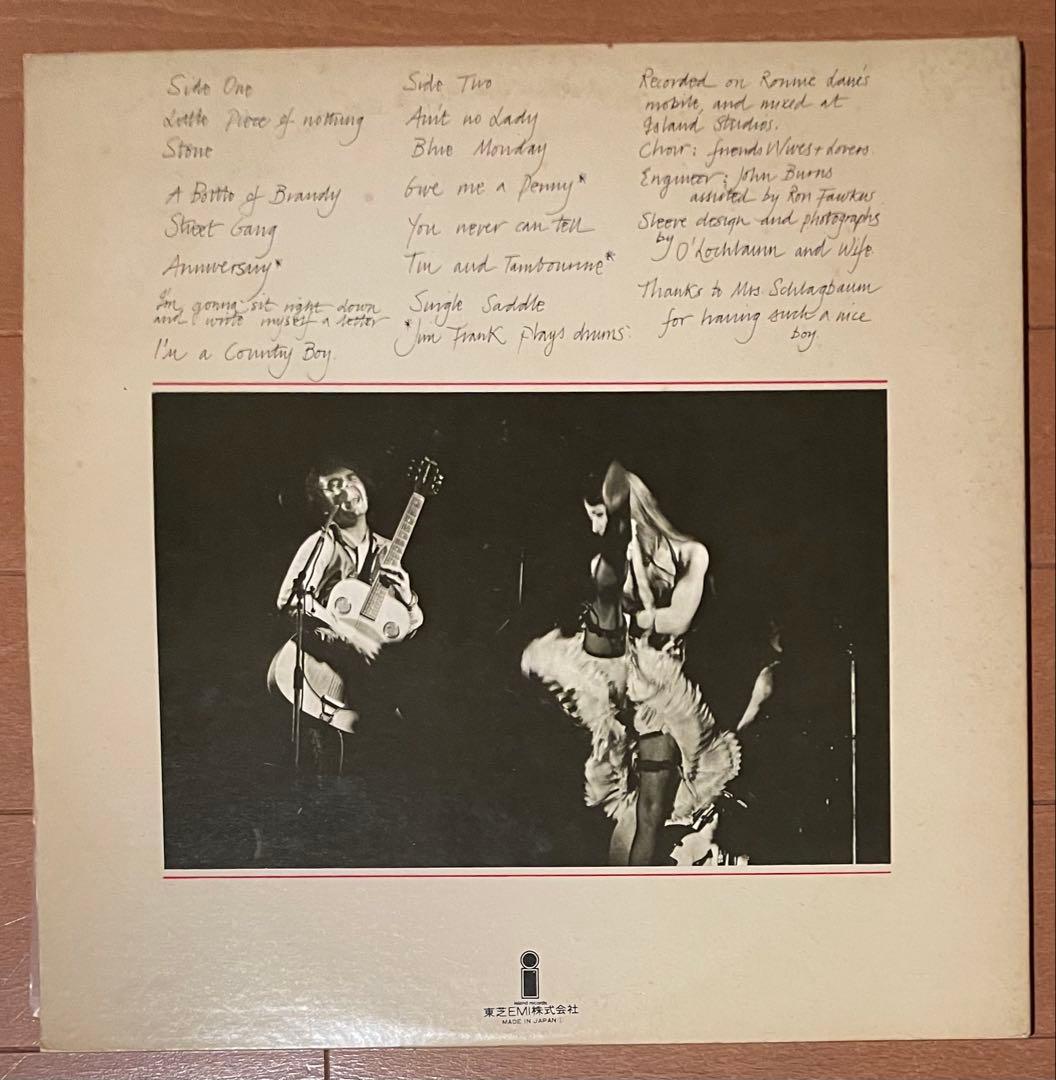 Side One
Little Piece of nothing
Stone
A Bottle of Brandy
Street Gang
Anniversary*
I'm gonna sit right down
and write myself a letter
I'm a Country Boy.
Side Two
Ain't no Lady
Blue Monday
Give me a Penny*
You never can tell
Tin and Tambourine*
Single Saddle
*Jim Frank plays drums.
Recorded on Ronnie Lane's
mobile, and mixed at
Island Studios.
Choir: friends Wives + lovers.
Engineer: John Burns
assisted by Ron Fawkus
Sleeve design and photographs
by O'Lochlainn and Wife.
Thanks to Mrs. Schlagbaum
for having such a nice
boy.
island records
東芝EMI株式会社
MADE IN JAPAN